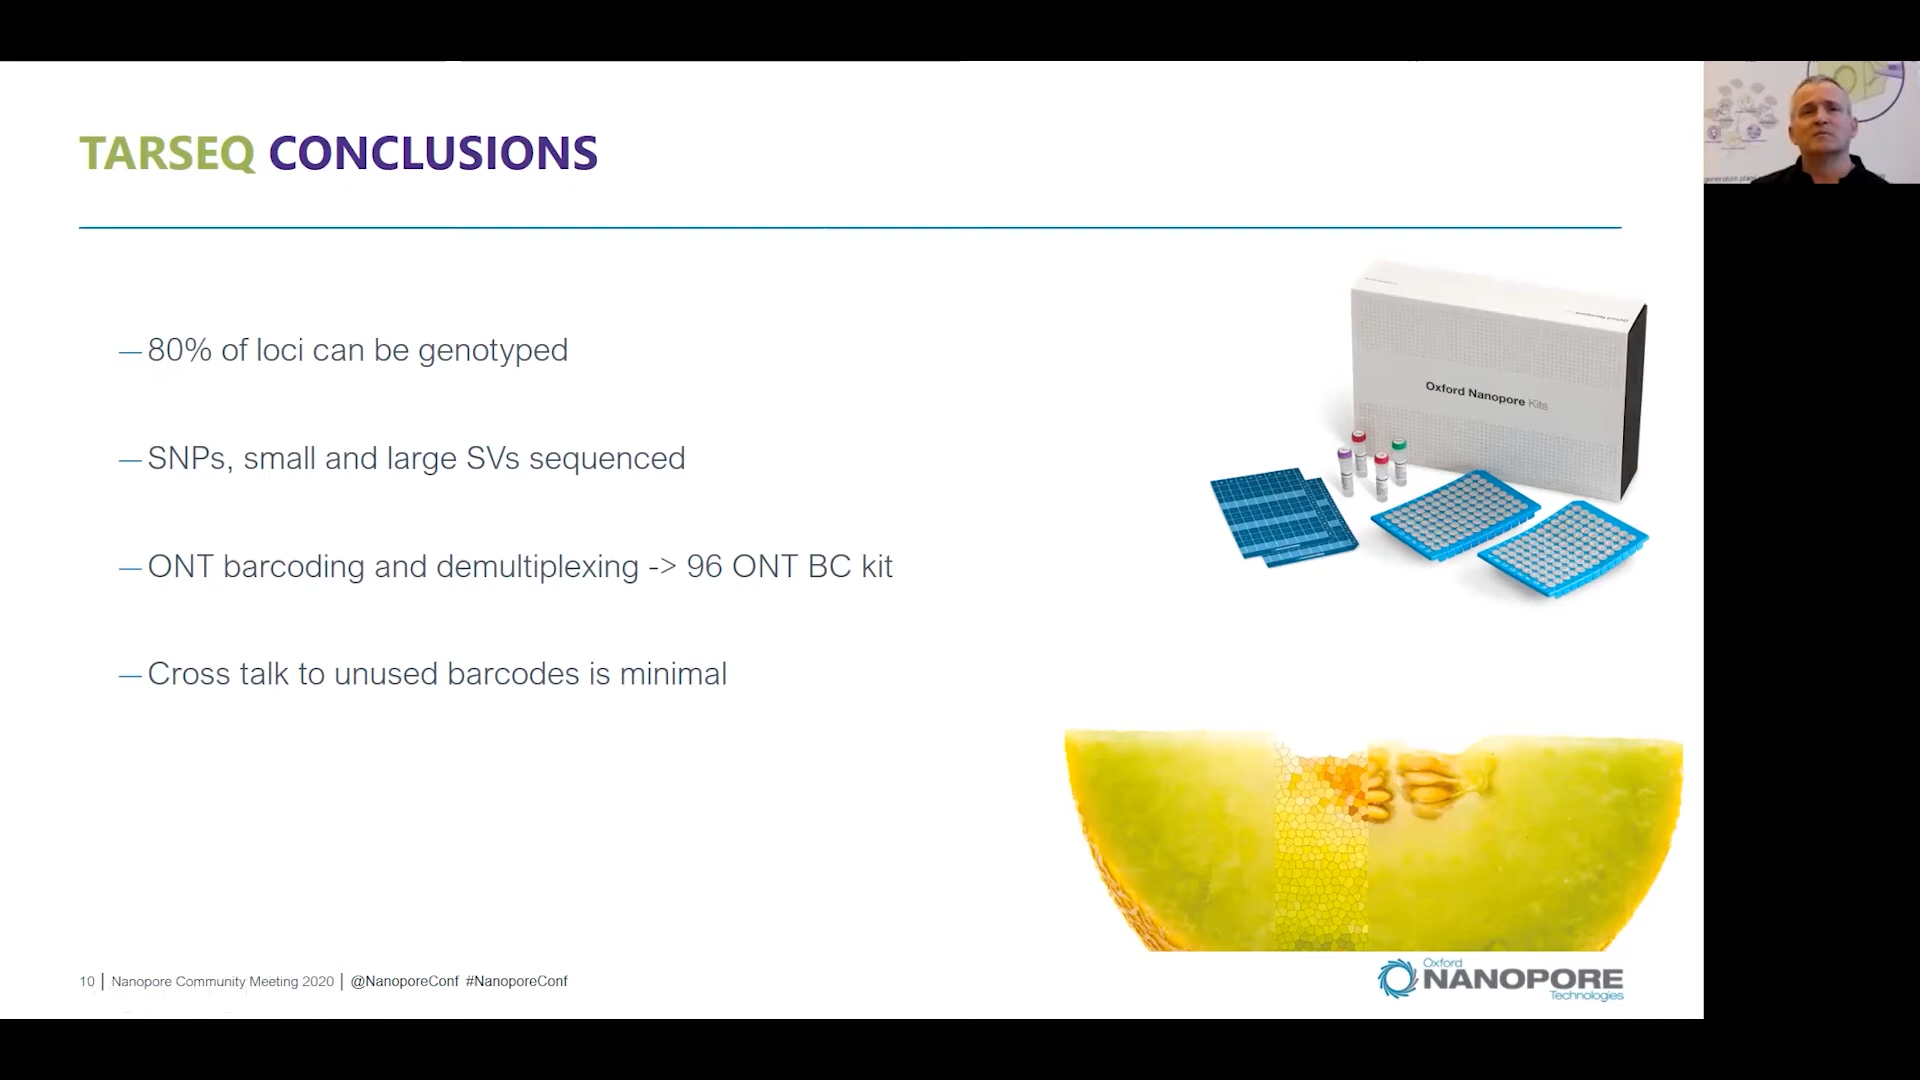 TARSEQ CONCLUSIONS
— 80% of loci can be genotyped
— SNPs, small and large SVs sequenced
— ONT barcoding and demultiplexing -> 96 ONT BC kit
— Cross talk to unused barcodes is minimal
Oxford Nanopore Kits
10 | Nanopore Community Meeting 2020 | @NanoporeConf #NanoporeConf
Oxford
NANOPORE
Technologies